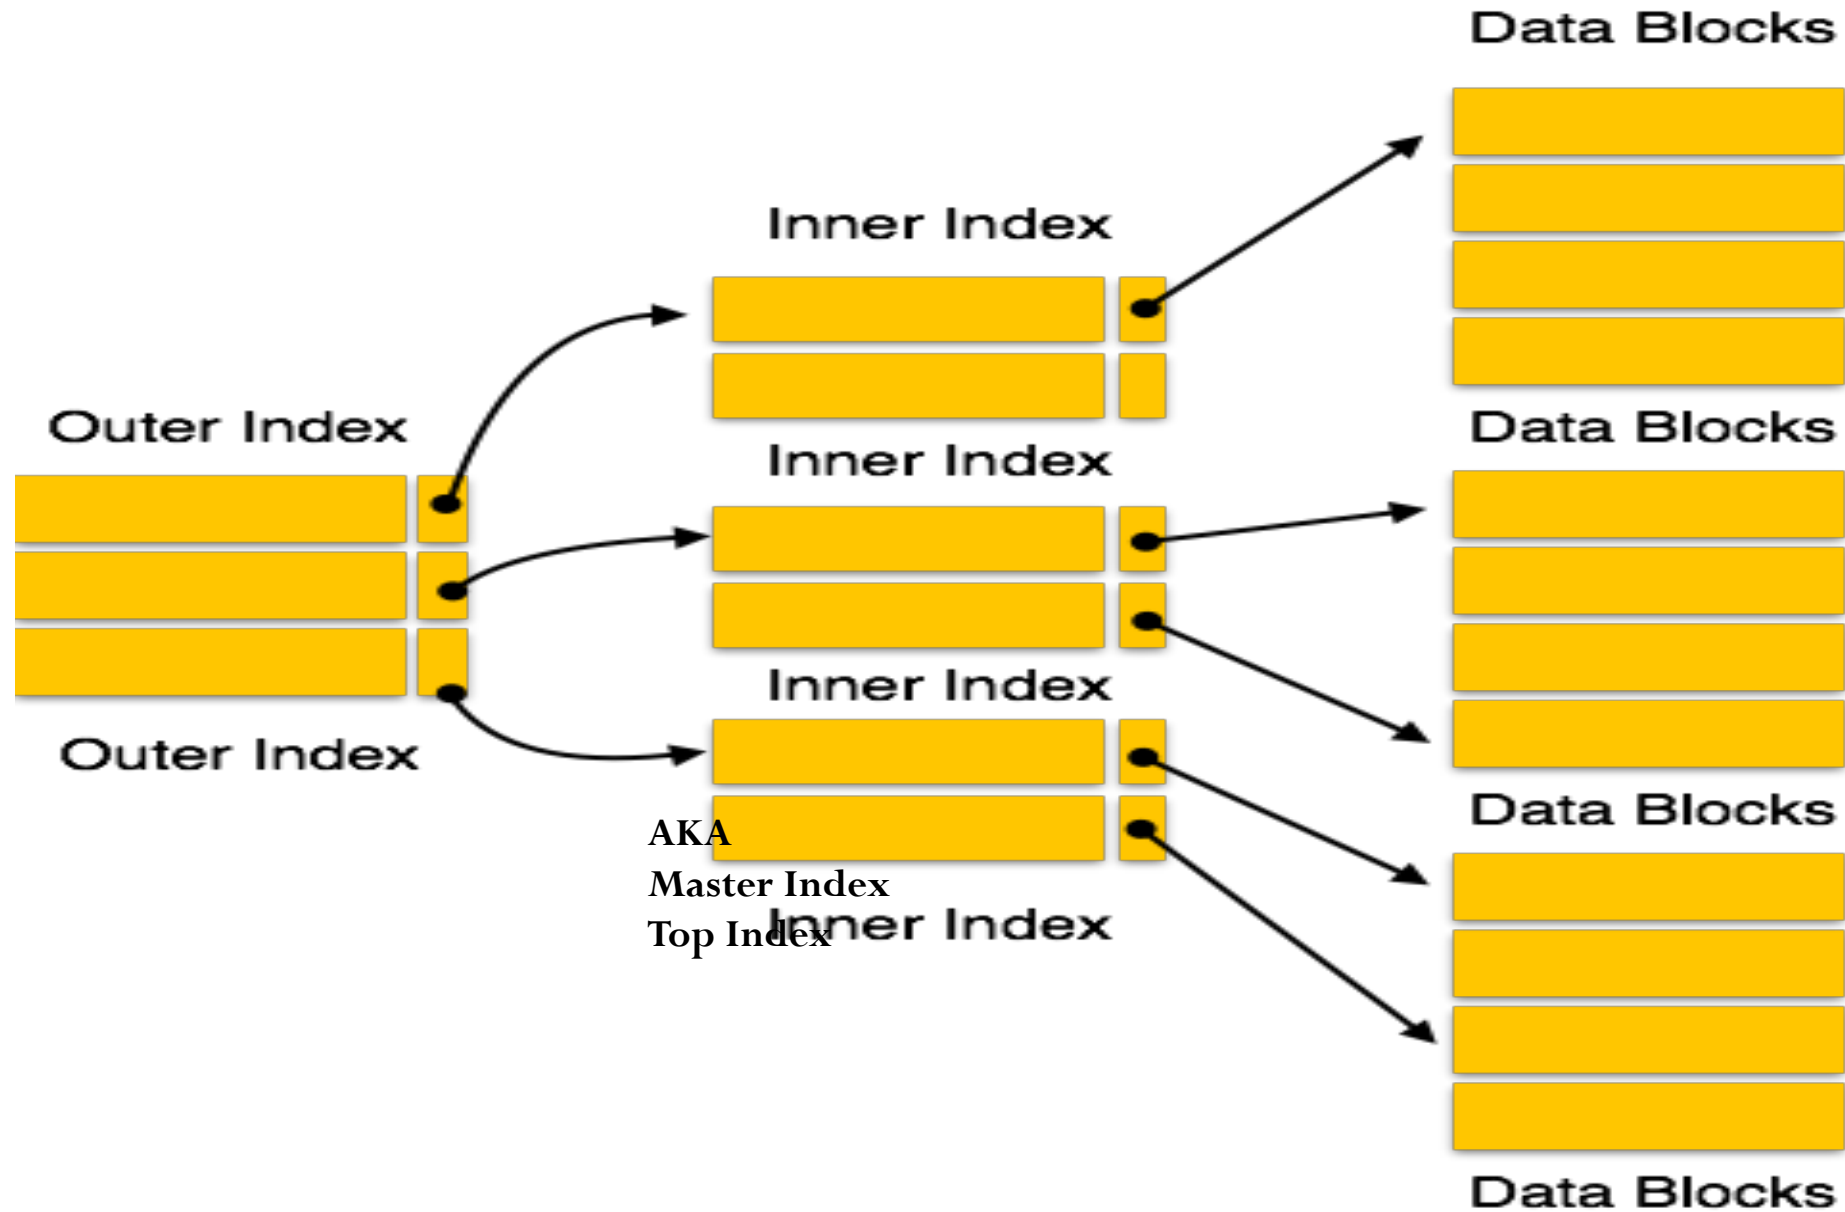 Data Blocks
Inner Index
Outer Index
Data Blocks
Inner Index
Inner Index
Outer Index
Data Blocks
AKA
Master Index
Top Index
Inner Index
Data Blocks